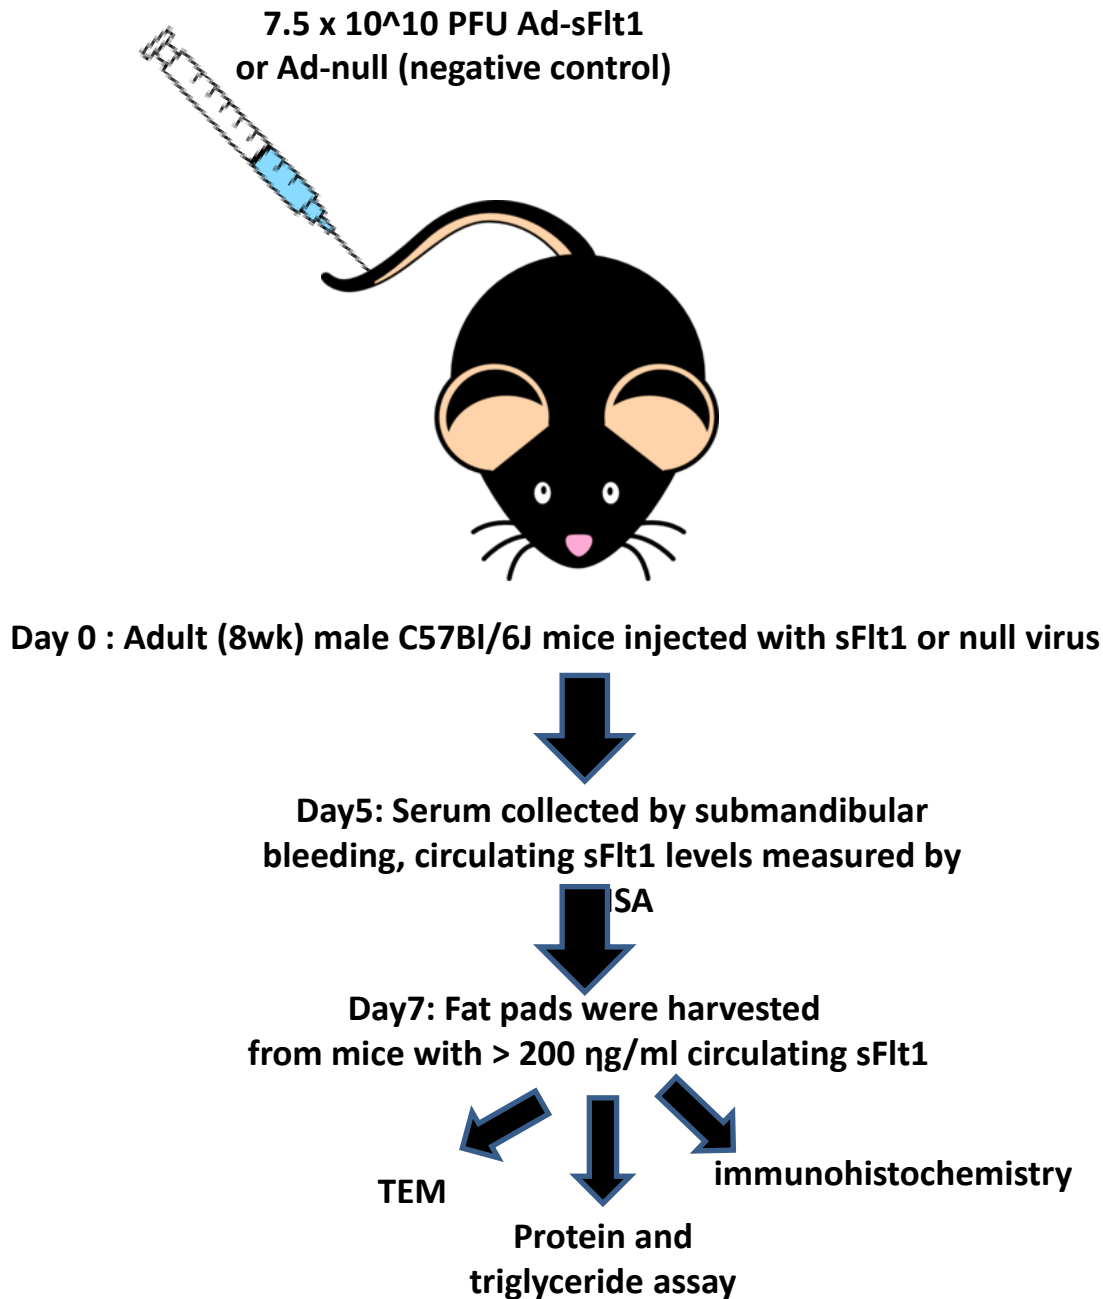 7.5 x 10^10 PFU Ad-sFlt1
or Ad-null (negative control)
Day 0 : Adult (8wk) male C57Bl/6J mice injected with sFlt1 or null virus
Day5: Serum collected by submandibular
bleeding, circulating sFlt1 levels measured by
Day7: Fat pads were harvested
from mice with > 200 ηg/ml circulating sFlt1
TEM
immunohistochemistry
Protein and
triglyceride assay